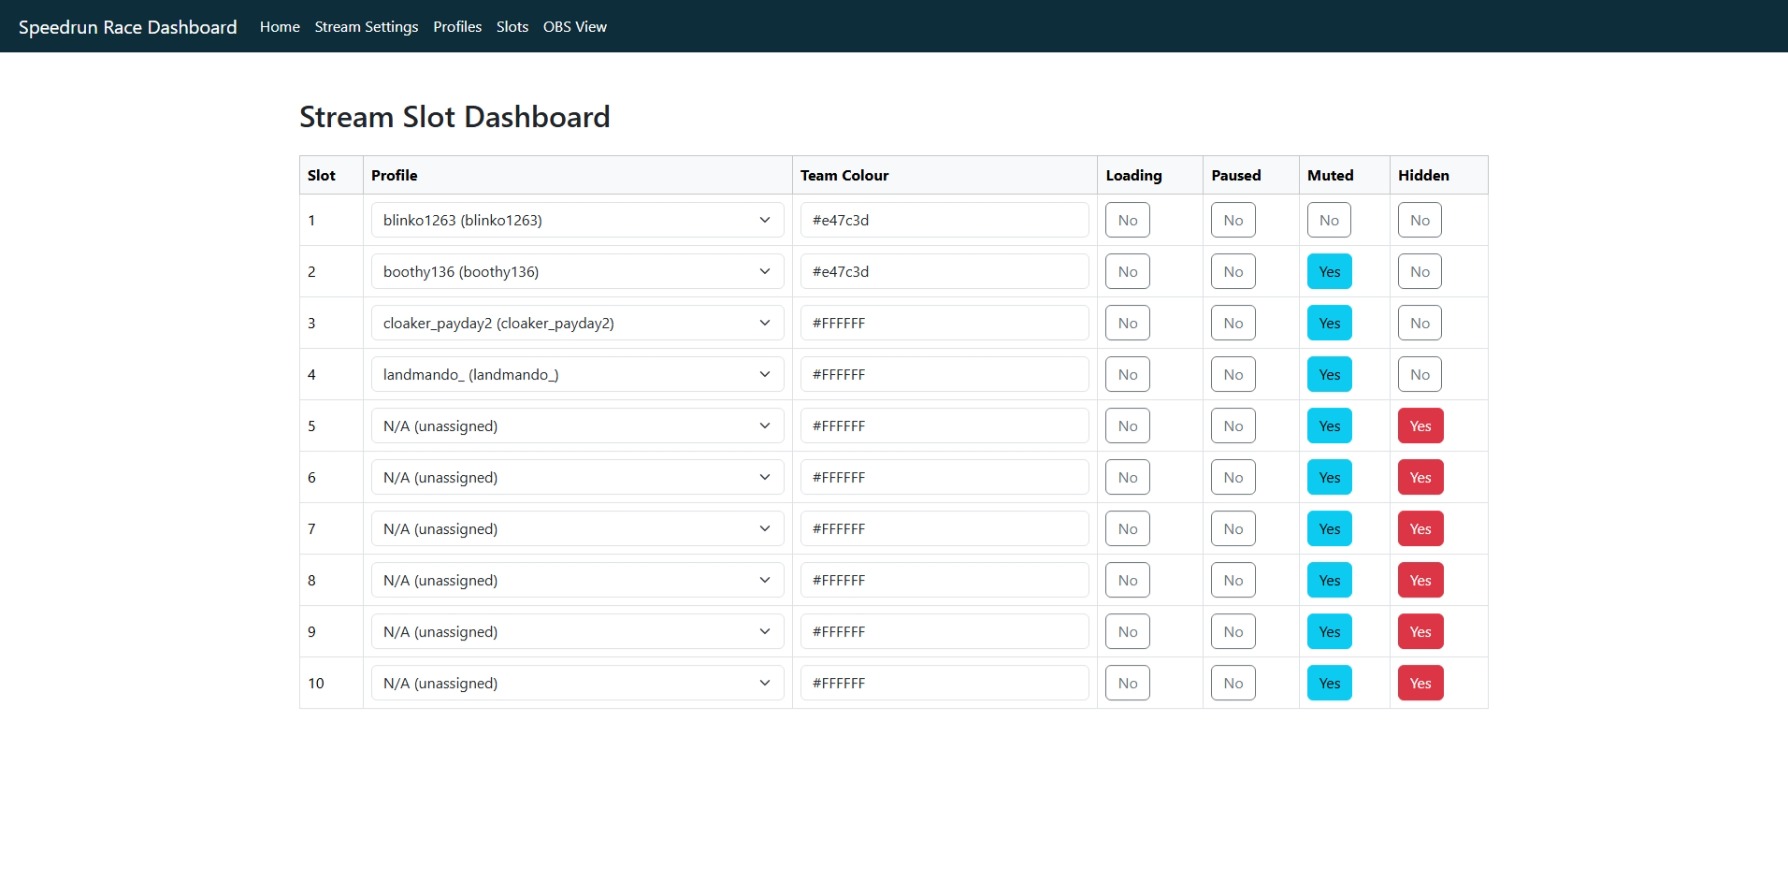 Speedrun Race Dashboard Home Stream Settings Profiles Slots OBS View
Stream Slot Dashboard
Slot Profile Team Colour Loading Paused Muted Hidden
1 blinko1263 (blinko1263) #e47c3d No No No No
2 boothy136 (boothy136) #e47c3d No No Yes No
3 cloaker_payday2 (cloaker_payday2) #FFFFFF No No Yes No
4 landmando_ (landmando_) #FFFFFF No No Yes No
5 N/A (unassigned) #FFFFFF No No Yes Yes
6 N/A (unassigned) #FFFFFF No No Yes Yes
7 N/A (unassigned) #FFFFFF No No Yes Yes
8 N/A (unassigned) #FFFFFF No No Yes Yes
9 N/A (unassigned) #FFFFFF No No Yes Yes
10 N/A (unassigned) #FFFFFF No No Yes Yes